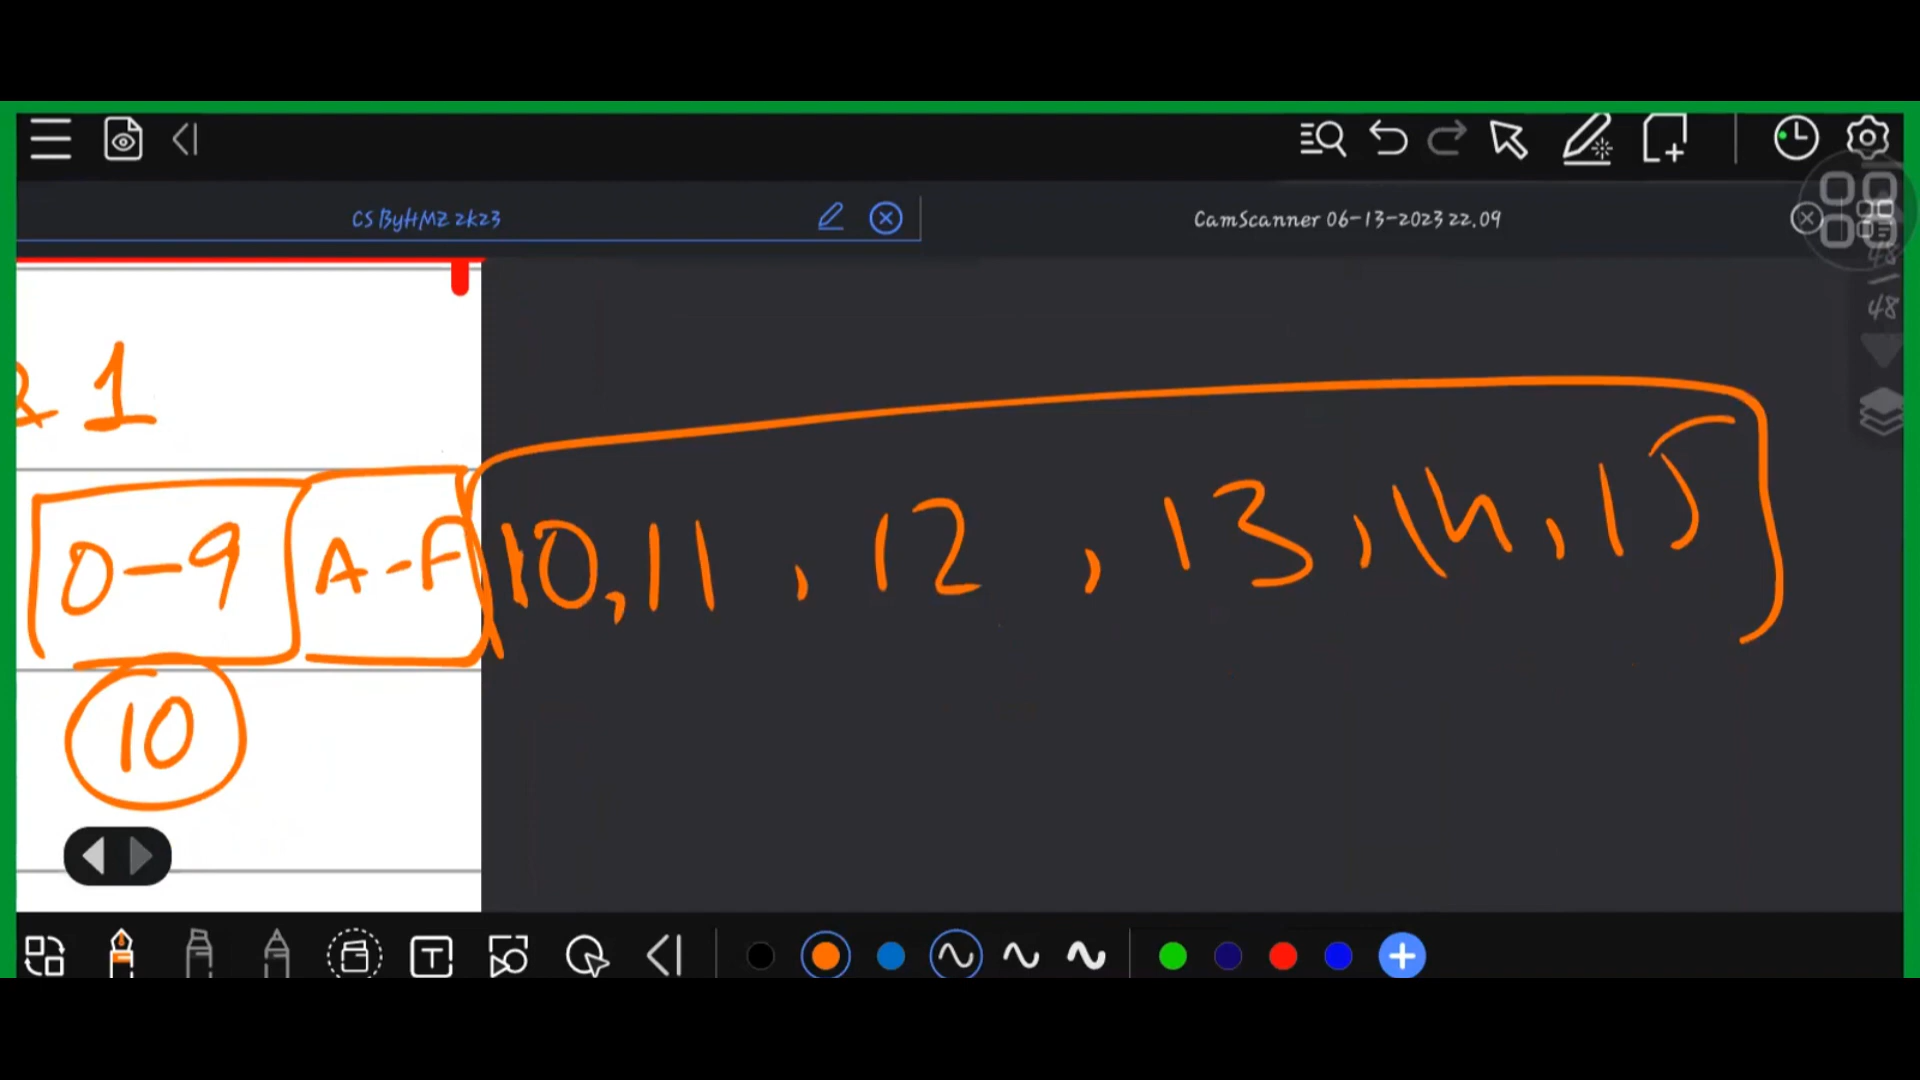 CS ByHMZ 2k23
CamScanner 06-13-2023 22.09
48
48
& 1
0-9 A-F 10, 11, 12, 13, 14, 15
10
T